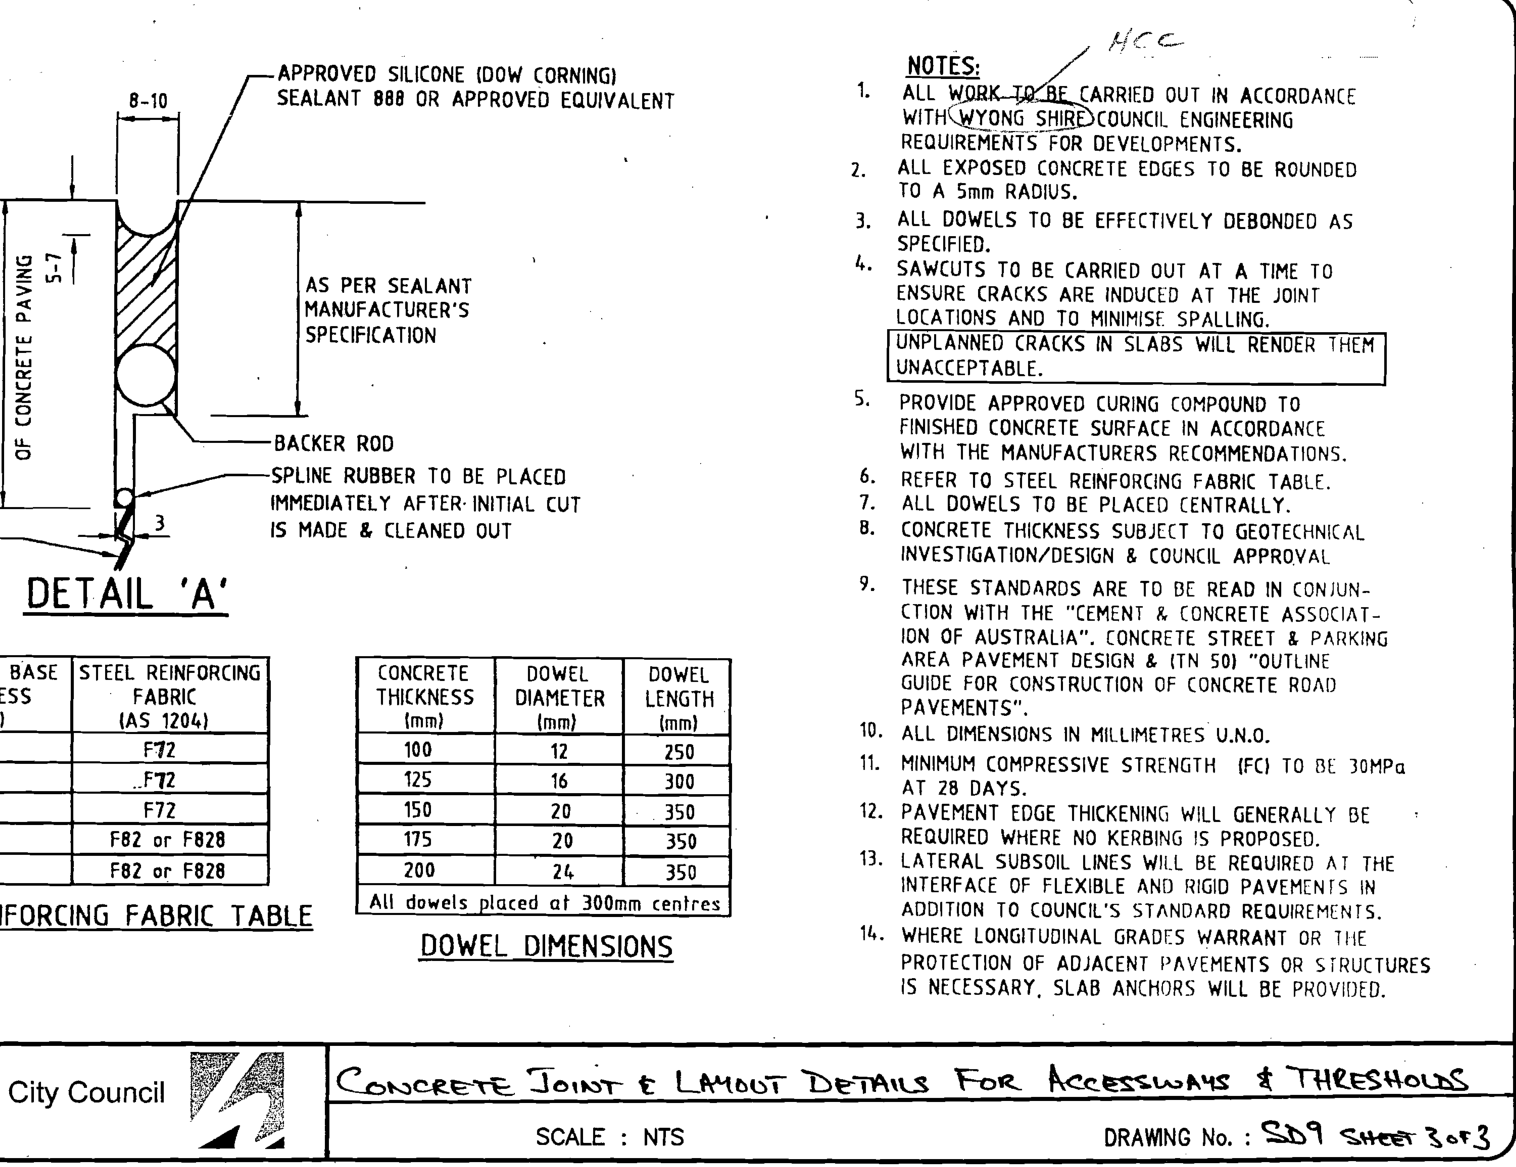 HCC
APPROVED SILICONE (DOW CORNING)
SEALANT 888 OR APPROVED EQUIVALENT
8-10
5-7
OF CONCRETE PAVING
AS PER SEALANT
MANUFACTURER'S
SPECIFICATION
BACKER ROD
SPLINE RUBBER TO BE PLACED
IMMEDIATELY AFTER INITIAL CUT
IS MADE & CLEANED OUT
3
DETAIL 'A'
BASE
STEEL REINFORCING
FABRIC
(AS 1204)
F72
F72
F72
F82 or F828
F82 or F828
FABRIC TABLE
CONCRETE THICKNESS (mm) DOWEL DIAMETER (mm) DOWEL LENGTH (mm)
100 12 250
125 16 300
150 20 350
175 20 350
200 24 350
All dowels placed at 300mm centres
DOWEL DIMENSIONS
NOTES:
1. ALL WORK TO BE CARRIED OUT IN ACCORDANCE
WITH WYONG SHIRE COUNCIL ENGINEERING
REQUIREMENTS FOR DEVELOPMENTS.
2. ALL EXPOSED CONCRETE EDGES TO BE ROUNDED
TO A 5mm RADIUS.
3. ALL DOWELS TO BE EFFECTIVELY DEBONDED AS
SPECIFIED.
4. SAWCUTS TO BE CARRIED OUT AT A TIME TO
ENSURE CRACKS ARE INDUCED AT THE JOINT
LOCATIONS AND TO MINIMISE SPALLING.
UNPLANNED CRACKS IN SLABS WILL RENDER THEM
UNACCEPTABLE.
5. PROVIDE APPROVED CURING COMPOUND TO
FINISHED CONCRETE SURFACE IN ACCORDANCE
WITH THE MANUFACTURERS RECOMMENDATIONS.
6. REFER TO STEEL REINFORCING FABRIC TABLE.
7. ALL DOWELS TO BE PLACED CENTRALLY.
8. CONCRETE THICKNESS SUBJECT TO GEOTECHNICAL
INVESTIGATION/DESIGN & COUNCIL APPROVAL
9. THESE STANDARDS ARE TO BE READ IN CONJUN-
CTION WITH THE "CEMENT & CONCRETE ASSOCIAT-
ION OF AUSTRALIA". CONCRETE STREET & PARKING
AREA PAVEMENT DESIGN & (TN 50) "OUTLINE
GUIDE FOR CONSTRUCTION OF CONCRETE ROAD
PAVEMENTS".
10. ALL DIMENSIONS IN MILLIMETRES U.N.O.
11. MINIMUM COMPRESSIVE STRENGTH (FC) TO BE 30MPa
AT 28 DAYS.
12. PAVEMENT EDGE THICKENING WILL GENERALLY BE
REQUIRED WHERE NO KERBING IS PROPOSED.
13. LATERAL SUBSOIL LINES WILL BE REQUIRED AT THE
INTERFACE OF FLEXIBLE AND RIGID PAVEMENTS IN
ADDITION TO COUNCIL'S STANDARD REQUIREMENTS.
14. WHERE LONGITUDINAL GRADES WARRANT OR THE
PROTECTION OF ADJACENT PAVEMENTS OR STRUCTURES
IS NECESSARY, SLAB ANCHORS WILL BE PROVIDED.
City Council
CONCRETE JOINT & LAYOUT DETAILS FOR ACCESSWAYS & THRESHOLDS
SCALE : NTS
DRAWING No. : SD9 SHEET 3 OF 3